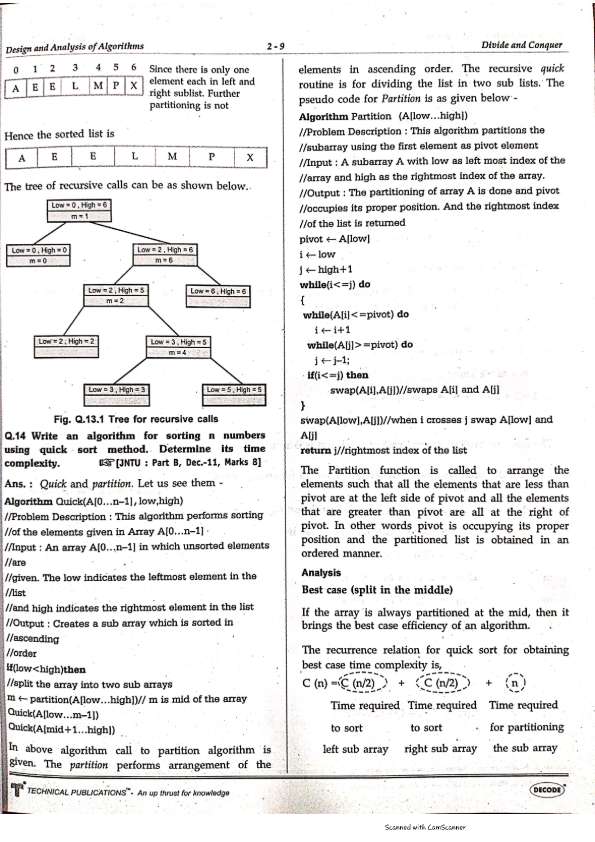 Design and Analysis of Algorithms
2 - 9
Divide and Conquer
0 1 2 3 4 5 6
A E E L M P X
Since there is only one
element each in left and
right sublist. Further
partitioning is not
Hence the sorted list is
A E E L M P X
The tree of recursive calls can be as shown below.
Low = 0 , High = 6
m = 1
Low = 0 , High = 0
m = 0
Low = 2 , High = 6
m = 6
Low = 2 , High = 5
m = 2
Low = 6 , High = 6
Low = 2 , High = 2
Low = 3 , High = 5
m = 4
Low = 3 , High = 3
Low = 5 , High = 5
Fig. Q.13.1 Tree for recursive calls
Q.14 Write an algorithm for sorting n numbers
using quick sort method. Determine its time
complexity. ☞ [JNTU : Part B, Dec.-11, Marks 8]
Ans. : Quick and partition. Let us see them -
Algorithm Quick(A[0...n–1], low,high)
//Problem Description : This algorithm performs sorting
//of the elements given in Array A[0...n–1]
//Input : An array A[0..,n–1] in which unsorted elements
//are
//given. The low indicates the leftmost element in the
//list
//and high indicates the rightmost element in the list
//Output : Creates a sub array which is sorted in
//ascending
//order
if(low<high)then
//split the array into two sub arrays
m ← partition(A[low...high])// m is mid of the array
Quick(A[low...m–1])
Quick(A[mid+1...high])
In above algorithm call to partition algorithm is
given. The partition performs arrangement of the
elements in ascending order. The recursive quick
routine is for dividing the list in two sub lists. The
pseudo code for Partition is as given below -
Algorithm Partition (A[low...high])
//Problem Description : This algorithm partitions the
//subarray using the first element as pivot element
//Input : A subarray A with low as left most index of the
//array and high as the rightmost index of the array.
//Output : The partitioning of array A is done and pivot
//occupies its proper position. And the rightmost index
//of the list is returned
pivot ← A[low]
i ← low
j ← high+1
while(i<=j) do
{
while(A[i]<=pivot) do
i ← i+1
while(A[j]>=pivot) do
j ← j–1;
if(i<=j) then
swap(A[i],A[j])//swaps A[i] and A[j]
}
swap(A[low],A[j])//when i crosses j swap A[low] and
A[j]
return j//rightmost index of the list
The Partition function is called to arrange the
elements such that all the elements that are less than
pivot are at the left side of pivot and all the elements
that are greater than pivot are all at the right of
pivot. In other words pivot is occupying its proper
position and the partitioned list is obtained in an
ordered manner.
Analysis
Best case (split in the middle)
If the array is always partitioned at the mid, then it
brings the best case efficiency of an algorithm.
The recurrence relation for quick sort for obtaining
best case time complexity is,
C (n) = C (n/2) + C (n/2) + n
Time required Time required Time required
to sort to sort for partitioning
left sub array right sub array the sub array
TECHNICAL PUBLICATIONS™ - An up thrust for knowledge
DECODE
Scanned with CamScanner